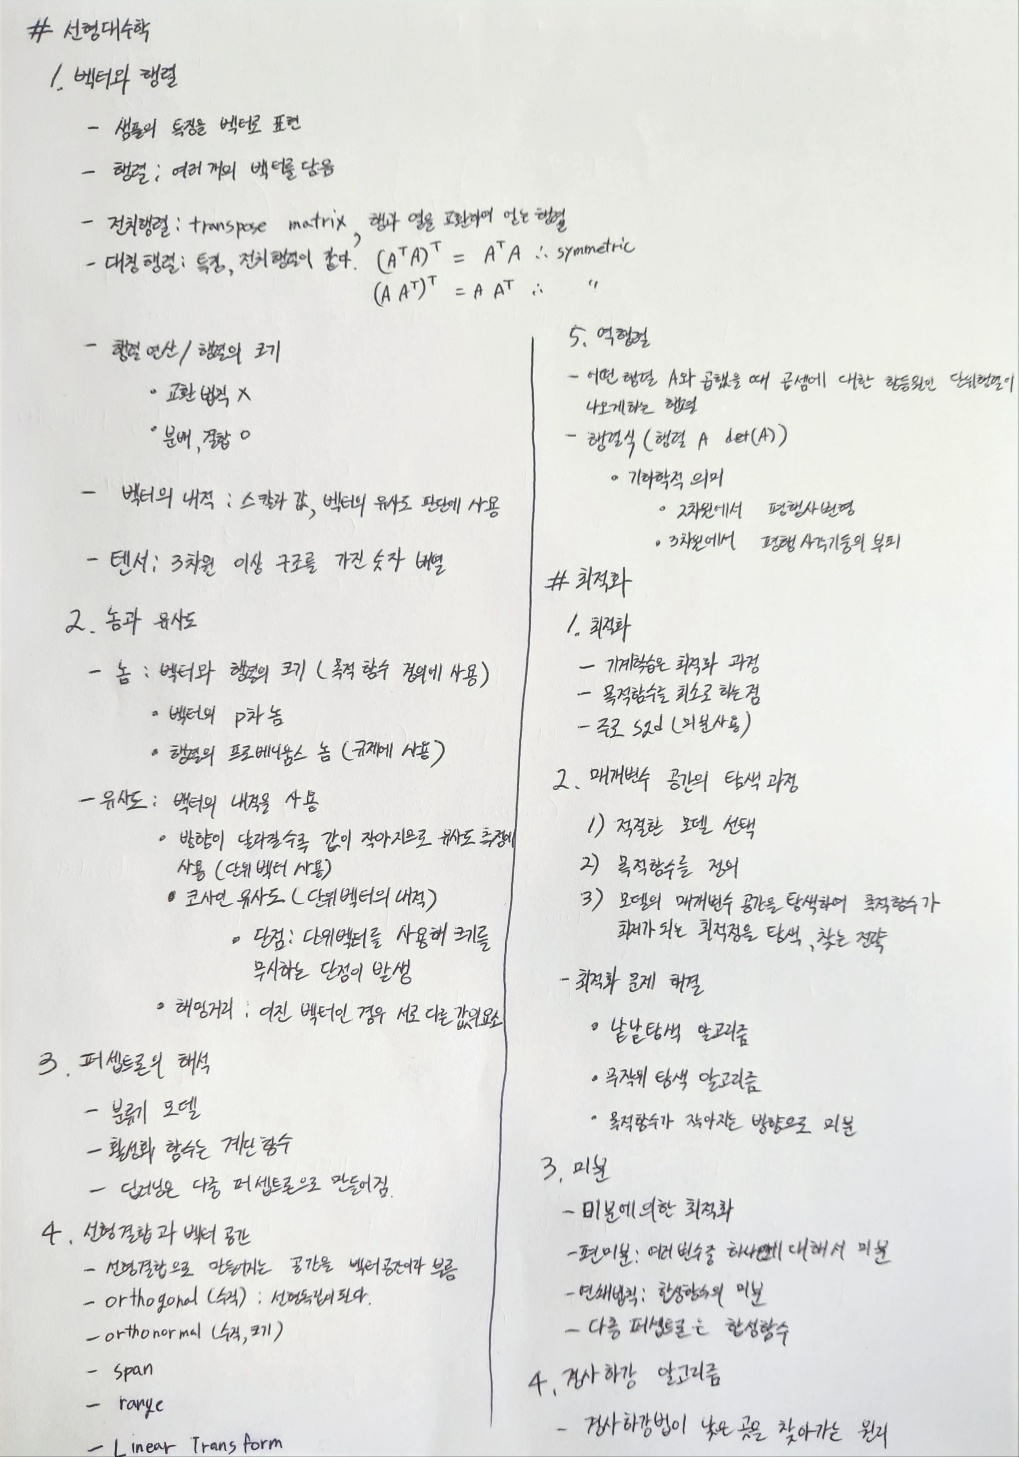 # 선형대수학
1. 벡터와 행렬
- 샘플의 특징을 벡터로 표현
- 행렬 ; 여러 개의 벡터를 담음
- 전치행렬 : transpose matrix, 행과 열을 교환하여 얻는 행렬
- 대칭행렬 : 특징, 전치행렬이 같다. (AᵀA)ᵀ = AᵀA ∴ symmetric
(A Aᵀ)ᵀ = A Aᵀ ∴ "
- 행렬 연산 / 행렬의 크기
• 교환 법칙 X
• 분배, 결합 O
- 벡터의 내적 : 스칼라 값, 벡터의 유사도 판단에 사용
- 텐서 ; 3차원 이상 구조를 가진 숫자 배열
2. 놈과 유사도
- 놈 : 벡터와 행렬의 크기 (목적 함수 정의에 사용)
• 벡터의 p차 놈
• 행렬의 프로베니우스 놈 (규제에 사용)
- 유사도 : 벡터의 내적을 사용
• 방향이 달라질수록 값이 작아지므로 유사도 측정에
사용 (단위 벡터 사용)
• 코사인 유사도 (단위벡터의 내적)
• 단점 : 단위벡터를 사용해 크기를
무시하는 단점이 발생
• 해밍거리 : 이진 벡터인 경우 서로 다른 값의 요소
3. 퍼셉트론의 해석
- 분류기 모델
- 활성화 함수는 계단 함수
- 딥러닝은 다중 퍼셉트론으로 만들어짐.
4. 선형결합과 벡터 공간
- 선형결합으로 만들어지는 공간을 벡터공간이라 부름
- orthogonal (수직) : 선형독립이 된다.
- orthonormal (수직, 크기)
- span
- range
- Linear Transform
5. 역행렬
- 어떤 행렬 A와 곱했을 때 곱셈에 대한 항등원인 단위행렬이
나오게하는 행렬
- 행렬식 (행렬 A det(A))
• 기하학적 의미
• 2차원에서 평행사변형
• 3차원에서 평행사각기둥의 부피
# 최적화
1. 최적화
- 기계학습은 최적화 과정
- 목적함수를 최소로 하는 점
- 주로 sgd (미분사용)
2. 매개변수 공간의 탐색 과정
1) 적절한 모델 선택
2) 목적함수를 정의
3) 모델의 매개변수 공간을 탐색하여 목적함수가
최저가 되는 최적점을 탐색, 찾는 전략
- 최적화 문제 해결
• 낱낱탐색 알고리즘
• 무작위 탐색 알고리즘
• 목적함수가 작아지는 방향으로 미분
3. 미분
- 미분에 의한 최적화
- 편미분 : 여러 변수중 하나에 대해서 미분
- 연쇄법칙 : 합성함수의 미분
- 다층 퍼셉트론은 합성함수
4. 경사 하강 알고리즘
- 경사하강법이 낮은 곳을 찾아가는 원리